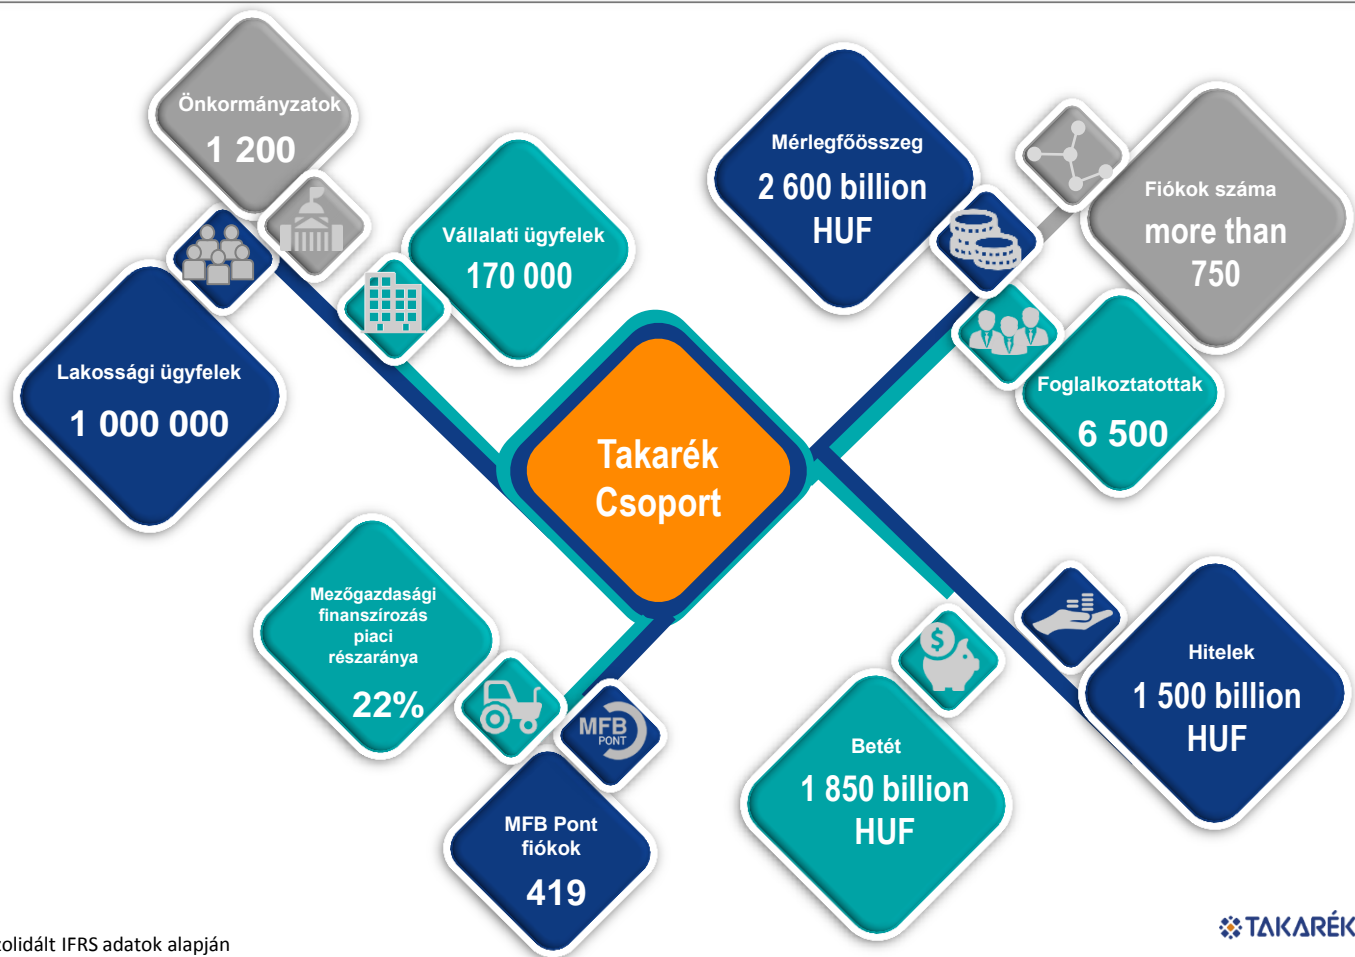 Önkormányzatok
1 200
Vállalati ügyfelek
170 000
Lakossági ügyfelek
1 000 000
Mérlegfőösszeg
2 600 billion
HUF
Fiókok száma
more than
750
Foglalkoztatottak
6 500
Takarék
Csoport
Mezőgazdasági
finanszírozás
piaci
részaránya
22%
MFB
PONT
MFB Pont
fiókok
419
$
Betét
1 850 billion
HUF
Hitelek
1 500 billion
HUF
olidált IFRS adatok alapján
TAKARÉK